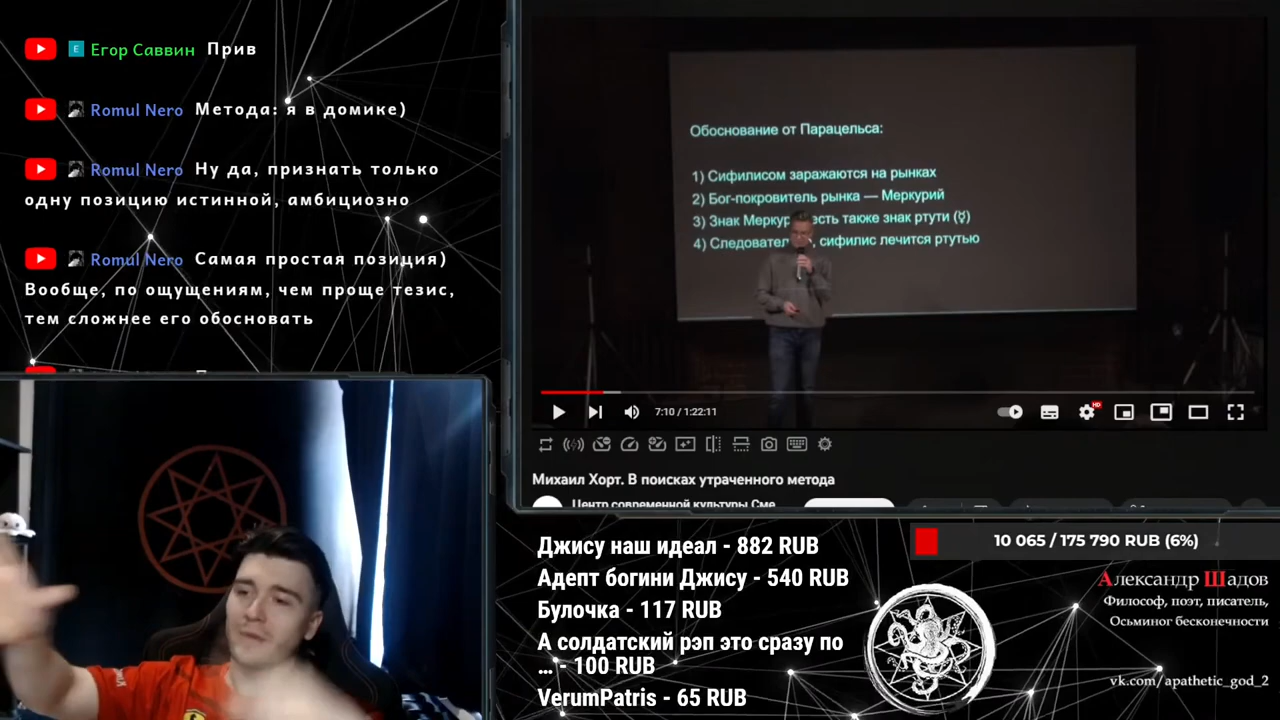 Егор Саввин Прив
Romul Nero Метода: я в домике)
Romul Nero Ну да, признать только
одну позицию истинной, амбициозно
Romul Nero Самая простая позиция)
Вообще, по ощущениям, чем проще тезис,
тем сложнее его обосновать
Обоснование от Парацельса:
1) Сифилисом заражаются на рынках
2) Бог-покровитель рынка — Меркурий
3) Знак есть также знак ртути (☿)
4) сифилис лечится ртутью
7:10 / 1:22:11
HD
Михаил Хорт. В поисках утраченного метода
Центр современной культуры Сме
Джису наш идеал - 882 RUB
Адепт богини Джису - 540 RUB
Булочка - 117 RUB
А солдатский рэп это сразу по
... - 100 RUB
VerumPatris - 65 RUB
10 065 / 175 790 RUB (6%)
Александр Шадов
Философ, поэт, писатель,
Осьминог бесконечности
vk.com/apathetic_god_2